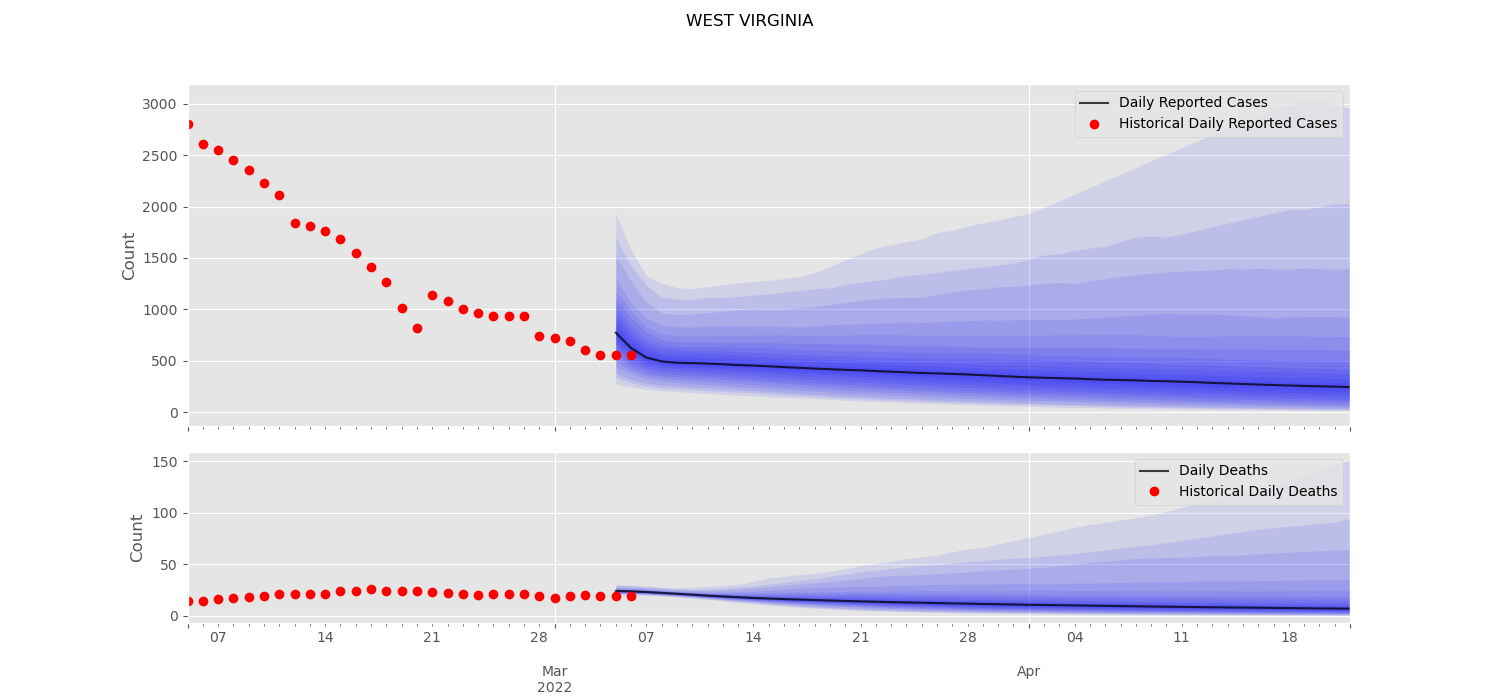 WEST VIRGINIA
Count
3000
2500
2000
1500
1000
500
0
Daily Reported Cases
Historical Daily Reported Cases
Count
150
100
50
0
Daily Deaths
Historical Daily Deaths
07 14 21 28 07 14 21 28 04 11 18
Mar Apr
2022